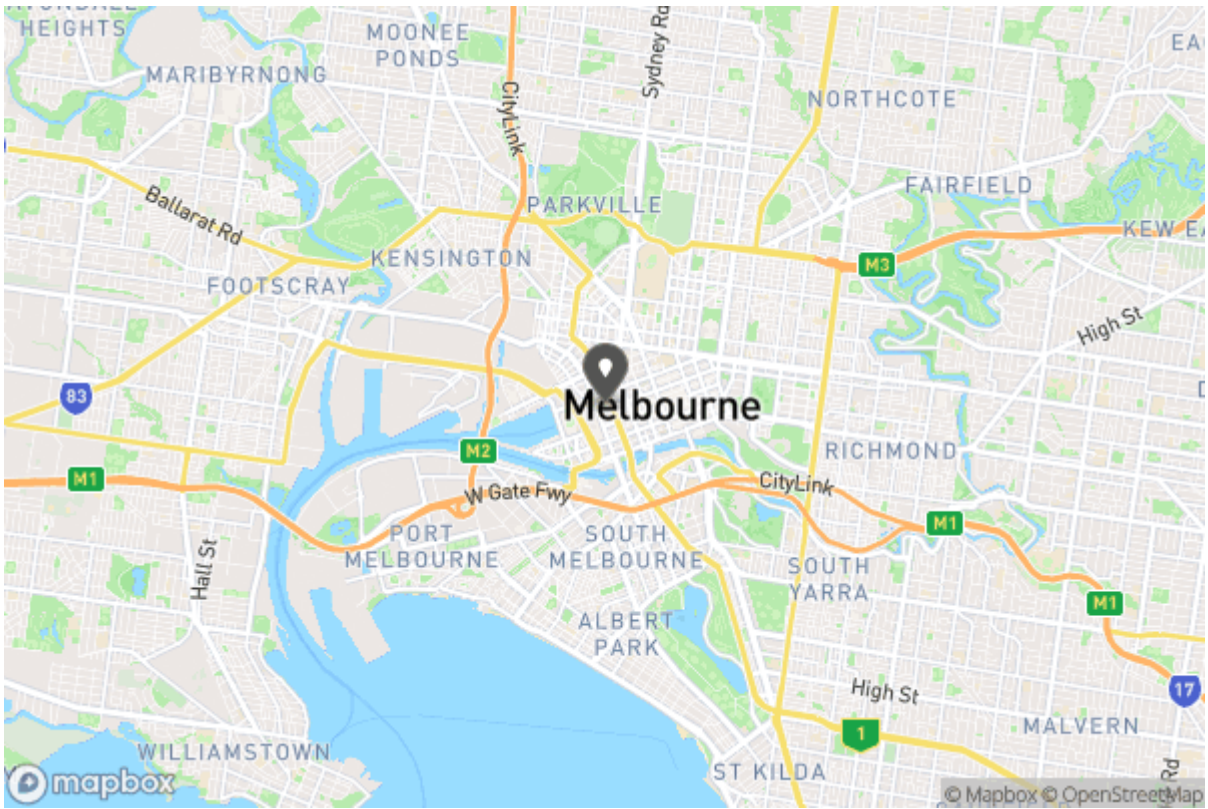 AVONDALE
HEIGHTS
MOONEE
PONDS
MARIBYRNONG
CityLink
Sydney Rd
NORTHCOTE
Ballarat Rd
PARKVILLE
FAIRFIELD
KENSINGTON
FOOTSCRAY
M3
High St
83
Melbourne
M2
RICHMOND
M1
W Gate Fwy
CityLink
M1
PORT
MELBOURNE
SOUTH
MELBOURNE
SOUTH
YARRA
Hall St
M1
ALBERT
PARK
High St
17
1
MALVERN
WILLIAMSTOWN
ST KILDA
Rd
mapbox
© Mapbox © OpenStreetMap